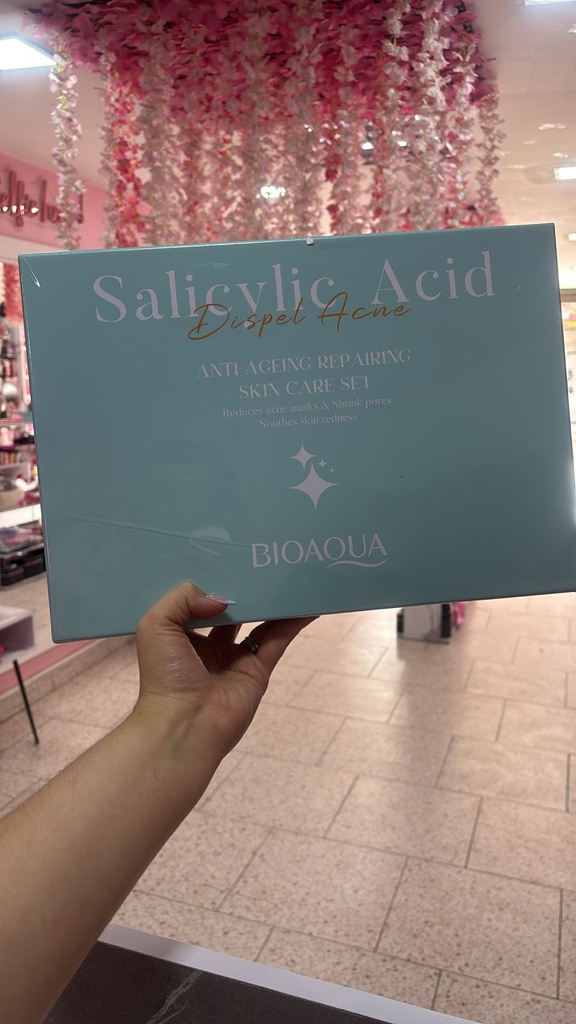 Salicylic Acid
Dispel Acne
ANTI AGEING REPAIRING
SKIN CARE SET
Reduces acne marks & Shrink pores
Soothes skin redness
BIOAQUA